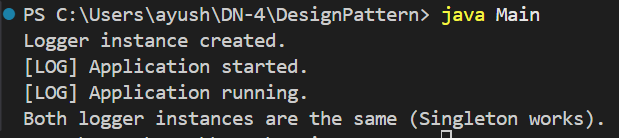 PS C:\Users\ayush\DN-4\DesignPattern> java Main
Logger instance created.
[LOG] Application started.
[LOG] Application running.
Both logger instances are the same (Singleton works).